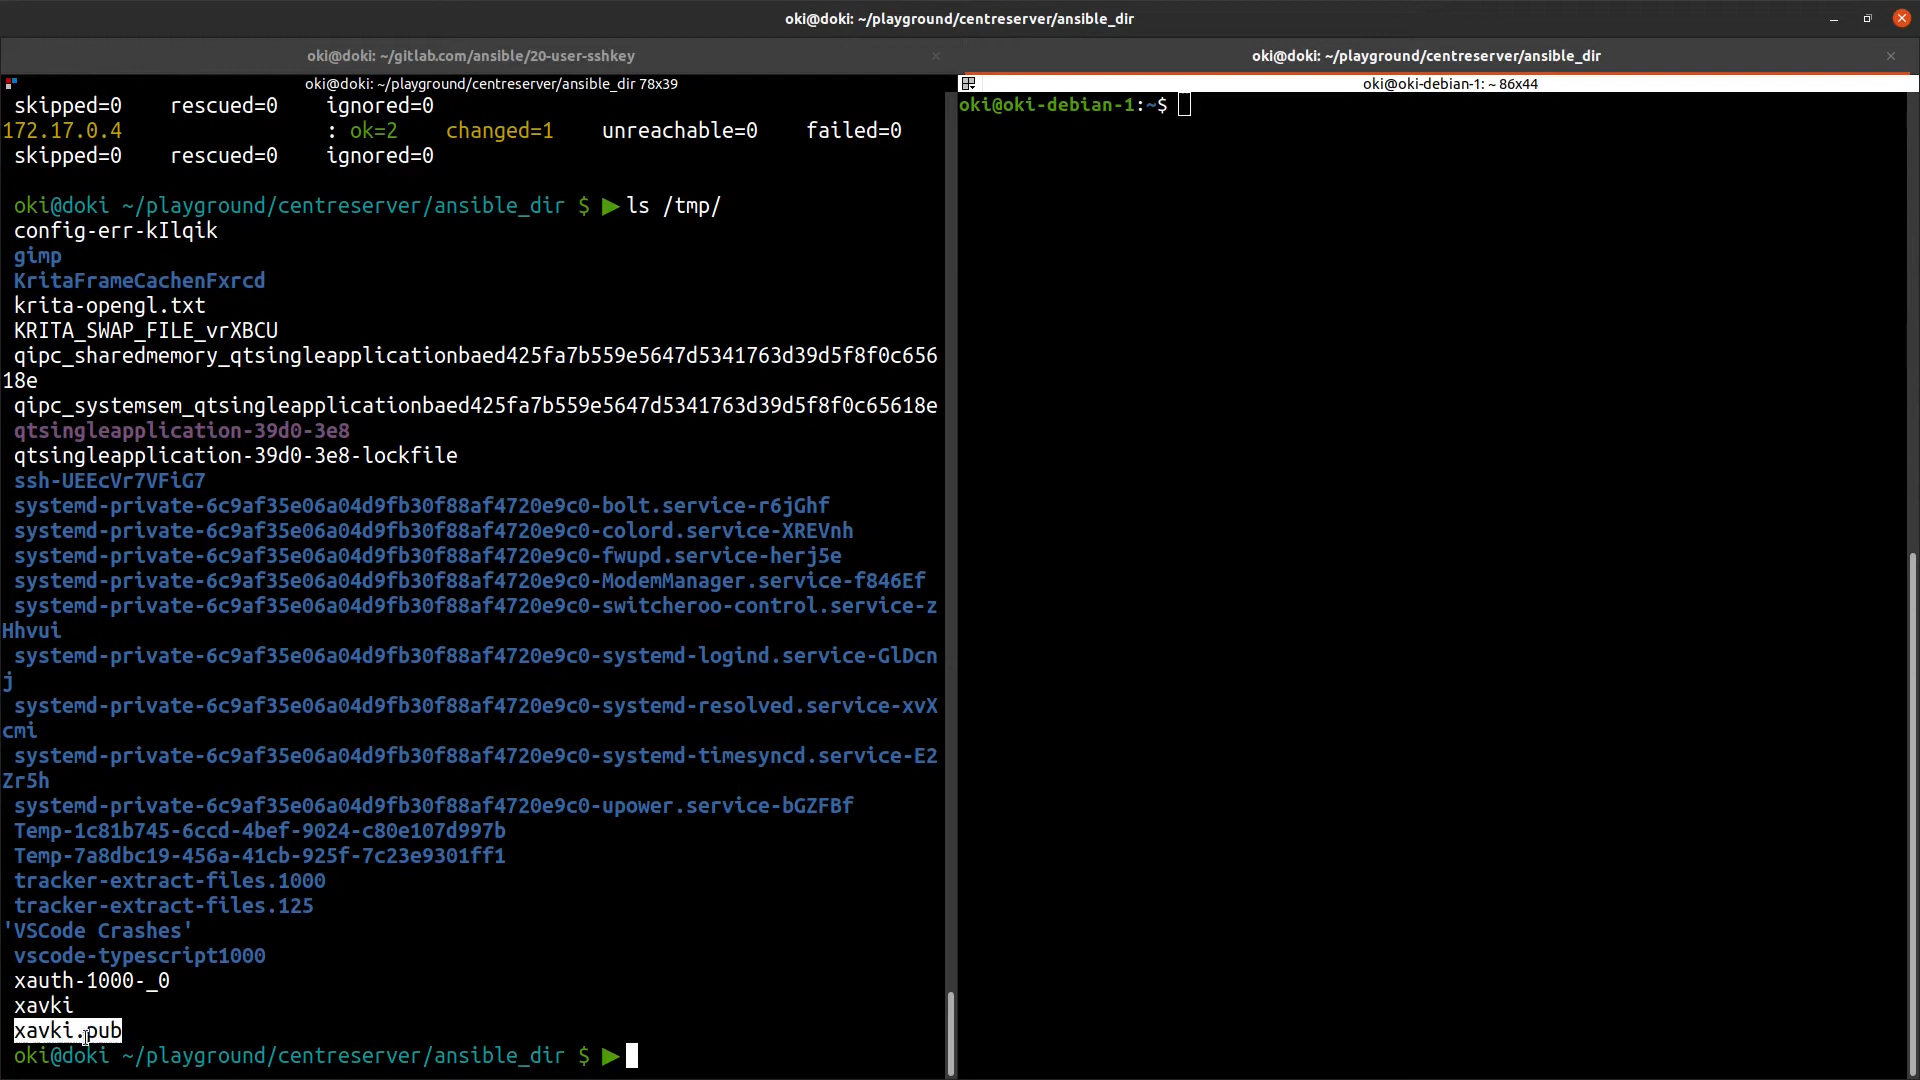 oki@doki: ~/playground/centreserver/ansible_dir
oki@doki: ~/gitlab.com/ansible/20-user-sshkey
oki@doki: ~/playground/centreserver/ansible_dir
oki@doki: ~/playground/centreserver/ansible_dir 78x39
skipped=0    rescued=0    ignored=0
172.17.0.4                 : ok=2    changed=1    unreachable=0    failed=0
skipped=0    rescued=0    ignored=0
oki@doki ~/playground/centreserver/ansible_dir $ ▶ ls /tmp/
config-err-kIlqik
gimp
KritaFrameCachenFxrcd
krita-opengl.txt
KRITA_SWAP_FILE_vrXBCU
qipc_sharedmemory_qtsingleapplicationbaed425fa7b559e5647d5341763d39d5f8f0c656
18e
qipc_systemsem_qtsingleapplicationbaed425fa7b559e5647d5341763d39d5f8f0c65618e
qtsingleapplication-39d0-3e8
qtsingleapplication-39d0-3e8-lockfile
ssh-UEEcVr7VFiG7
systemd-private-6c9af35e06a04d9fb30f88af4720e9c0-bolt.service-r6jGhf
systemd-private-6c9af35e06a04d9fb30f88af4720e9c0-colord.service-XREVnh
systemd-private-6c9af35e06a04d9fb30f88af4720e9c0-fwupd.service-herj5e
systemd-private-6c9af35e06a04d9fb30f88af4720e9c0-ModemManager.service-f846Ef
systemd-private-6c9af35e06a04d9fb30f88af4720e9c0-switcheroo-control.service-z
Hhvui
systemd-private-6c9af35e06a04d9fb30f88af4720e9c0-systemd-logind.service-GlDcn
j
systemd-private-6c9af35e06a04d9fb30f88af4720e9c0-systemd-resolved.service-xvX
cmi
systemd-private-6c9af35e06a04d9fb30f88af4720e9c0-systemd-timesyncd.service-E2
Zr5h
systemd-private-6c9af35e06a04d9fb30f88af4720e9c0-upower.service-bGZFBf
Temp-1c81b745-6ccd-4bef-9024-c80e107d997b
Temp-7a8dbc19-456a-41cb-925f-7c23e9301ff1
tracker-extract-files.1000
tracker-extract-files.125
'VSCode Crashes'
vscode-typescript1000
xauth-1000-_0
xavki
xavki.pub
oki@doki ~/playground/centreserver/ansible_dir $ ▶
oki@oki-debian-1: ~ 86x44
oki@oki-debian-1:~$